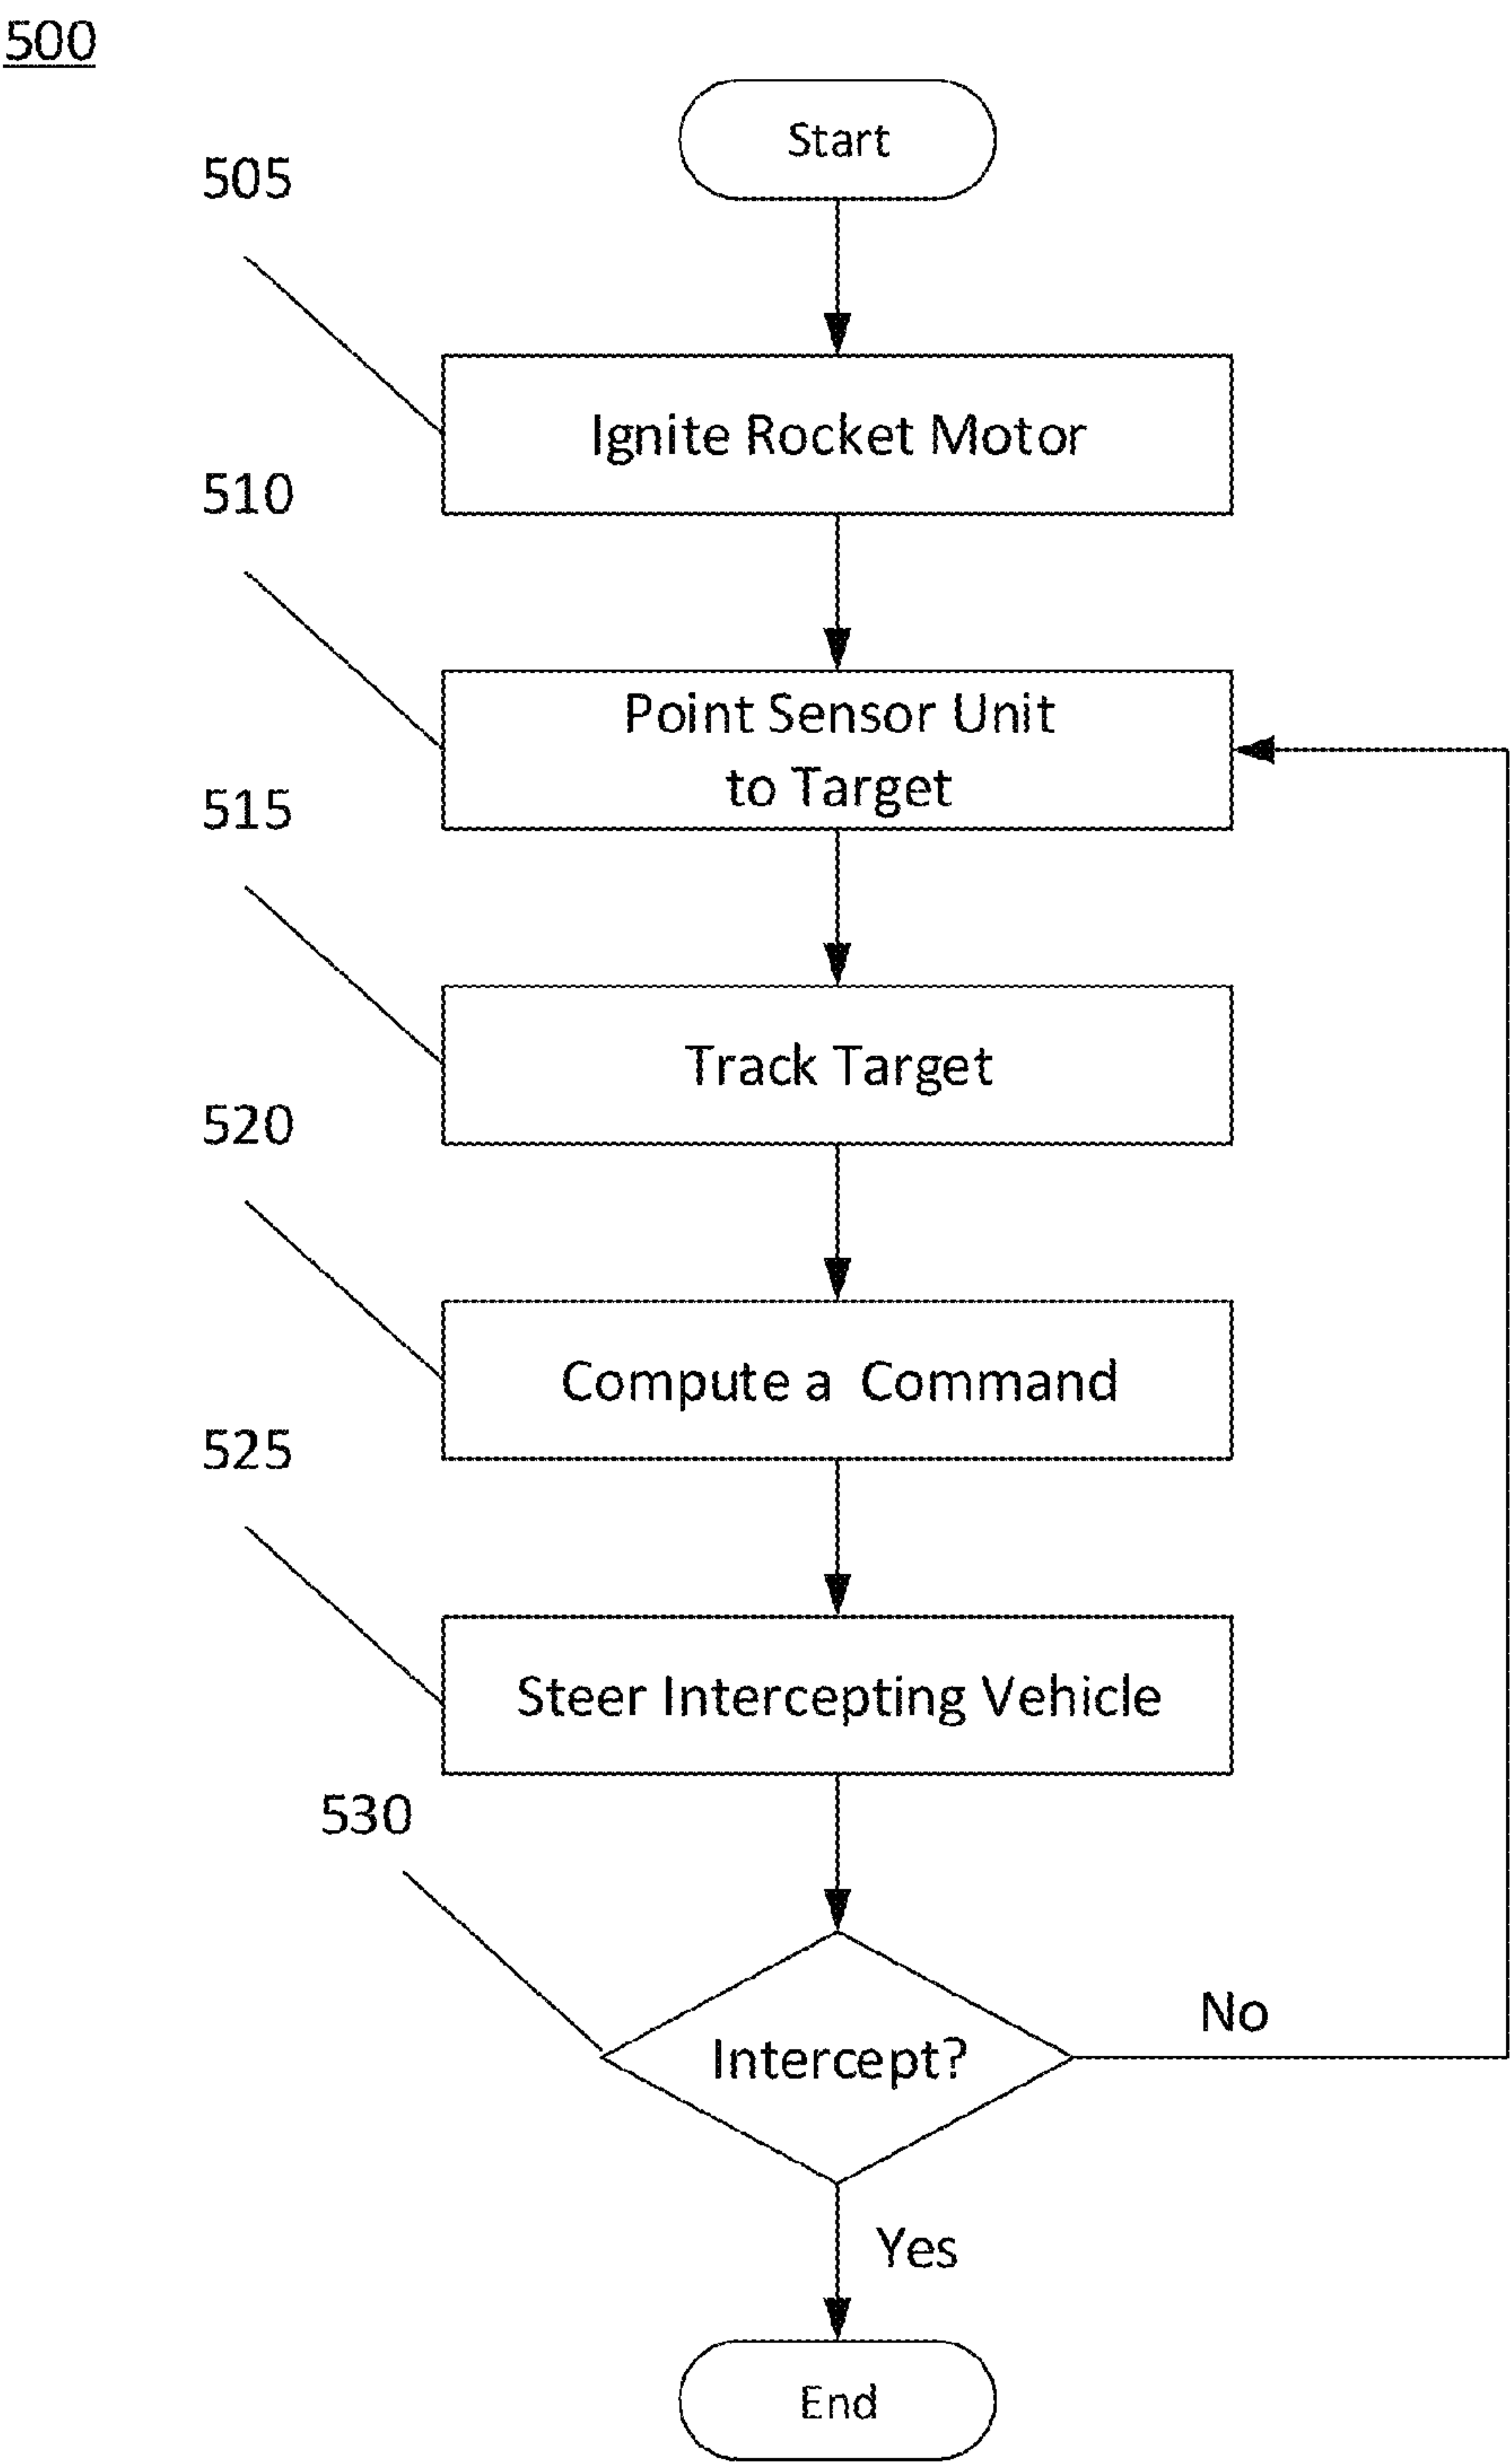 500
Start
505
Ignite Rocket Motor
510
Point Sensor Unit
to Target
515
Track Target
520
Compute a  Command
525
Steer Intercepting Vehicle
530
Intercept?
No
Yes
End